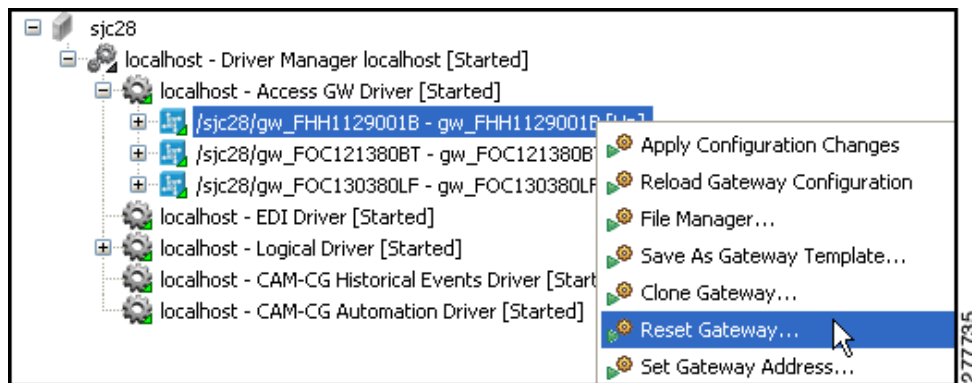 sjc28
localhost - Driver Manager localhost [Started]
localhost - Access GW Driver [Started]
/sjc28/gw_FHH1129001B - gw_FHH1129001B [Up]
/sjc28/gw_FOC121380BT - gw_FOC121380BT
/sjc28/gw_FOC130380LF - gw_FOC130380LF
localhost - EDI Driver [Started]
localhost - Logical Driver [Started]
localhost - CAM-CG Historical Events Driver [Start
localhost - CAM-CG Automation Driver [Started]
Apply Configuration Changes
Reload Gateway Configuration
File Manager...
Save As Gateway Template...
Clone Gateway...
Reset Gateway...
Set Gateway Address...
277735